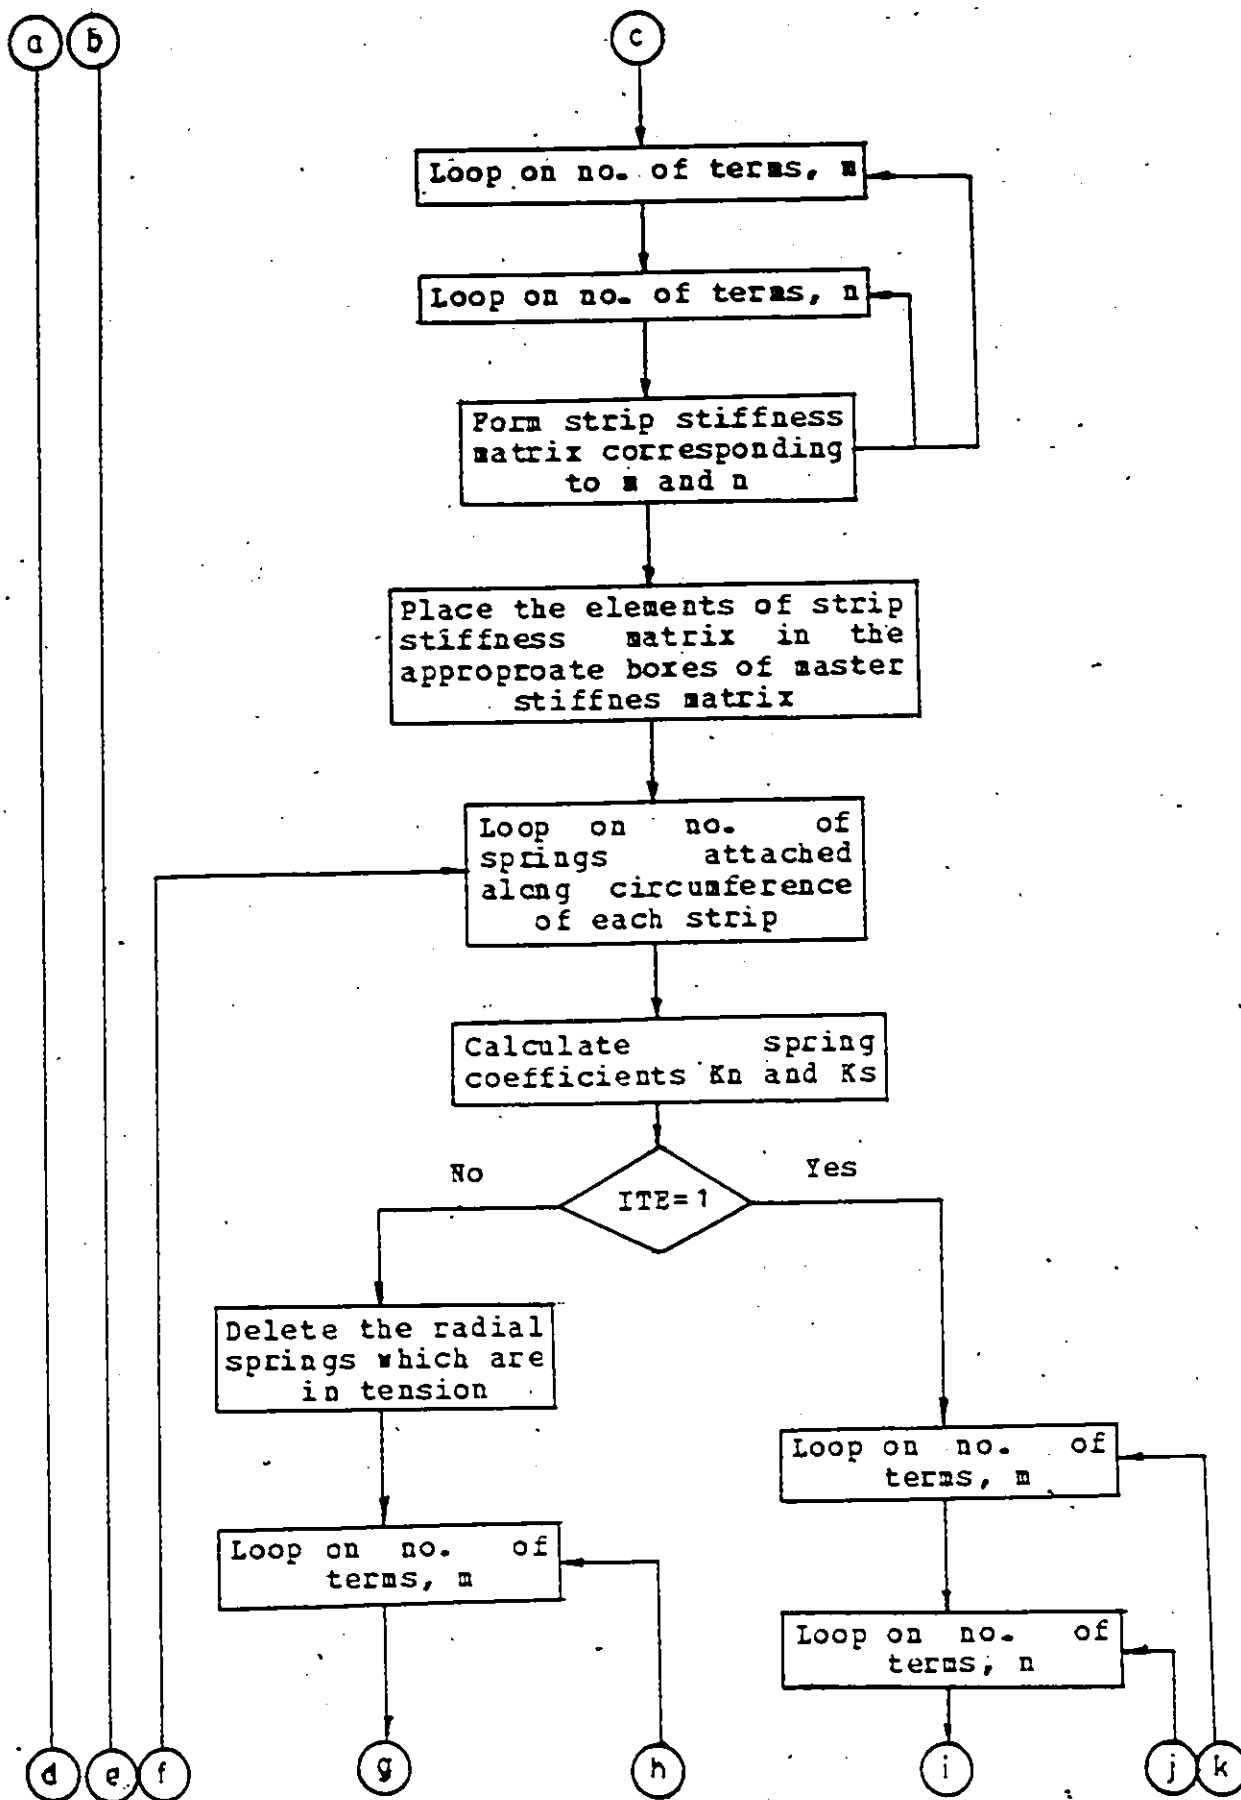 a b c
Loop on no. of terms, m
Loop on no. of terms, n
Form strip stiffness
matrix corresponding
to m and n
Place the elements of strip
stiffness matrix in the
approproate boxes of master
stiffnes matrix
Loop on no. of
springs attached
along circumference
of each strip
Calculate spring
coefficients Kn and Ks
No
Yes
ITE=1
Delete the radial
springs which are
in tension
Loop on no. of
terms, m
Loop on no. of
terms, m
Loop on no. of
terms, n
d e f g h i j k